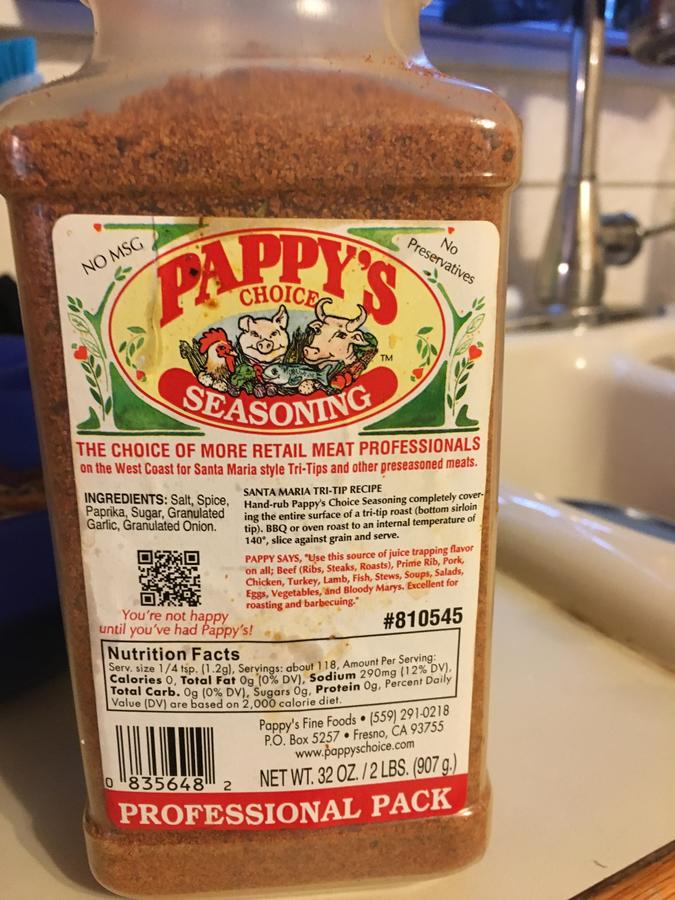 NO MSG
No
Preservatives
PAPPY'S
CHOICE
TM
SEASONING
THE CHOICE OF MORE RETAIL MEAT PROFESSIONALS
on the West Coast for Santa Maria style Tri-Tips and other preseasoned meats.
INGREDIENTS: Salt, Spice,
Paprika, Sugar, Granulated
Garlic, Granulated Onion.
SANTA MARIA TRI-TIP RECIPE
Hand-rub Pappy's Choice Seasoning completely cover-
ing the entire surface of a tri-tip roast (bottom sirloin
tip). BBQ or oven roast to an internal temperature of
140°, slice against grain and serve.
PAPPY SAYS, "Use this source of juice trapping flavor
on all; Beef (Ribs, Steaks, Roasts), Prime Rib, Pork,
Chicken, Turkey, Lamb, Fish, Stews, Soups, Salads,
Eggs, Vegetables, and Bloody Marys. Excellent for
roasting and barbecuing."
You're not happy
until you've had Pappy's!
#810545
Nutrition Facts
Serv. size 1/4 tsp. (1.2g), Servings: about 118, Amount Per Serving:
Calories 0, Total Fat 0g (0% DV), Sodium 290mg (12% DV),
Total Carb. 0g (0% DV), Sugars 0g, Protein 0g, Percent Daily
Value (DV) are based on 2,000 calorie diet.
Pappy's Fine Foods • (559) 291-0218
P.O. Box 5257 • Fresno, CA 93755
www.pappyschoice.com
0 835648 2
NET WT. 32 OZ. / 2 LBS. (907 g.)
PROFESSIONAL PACK